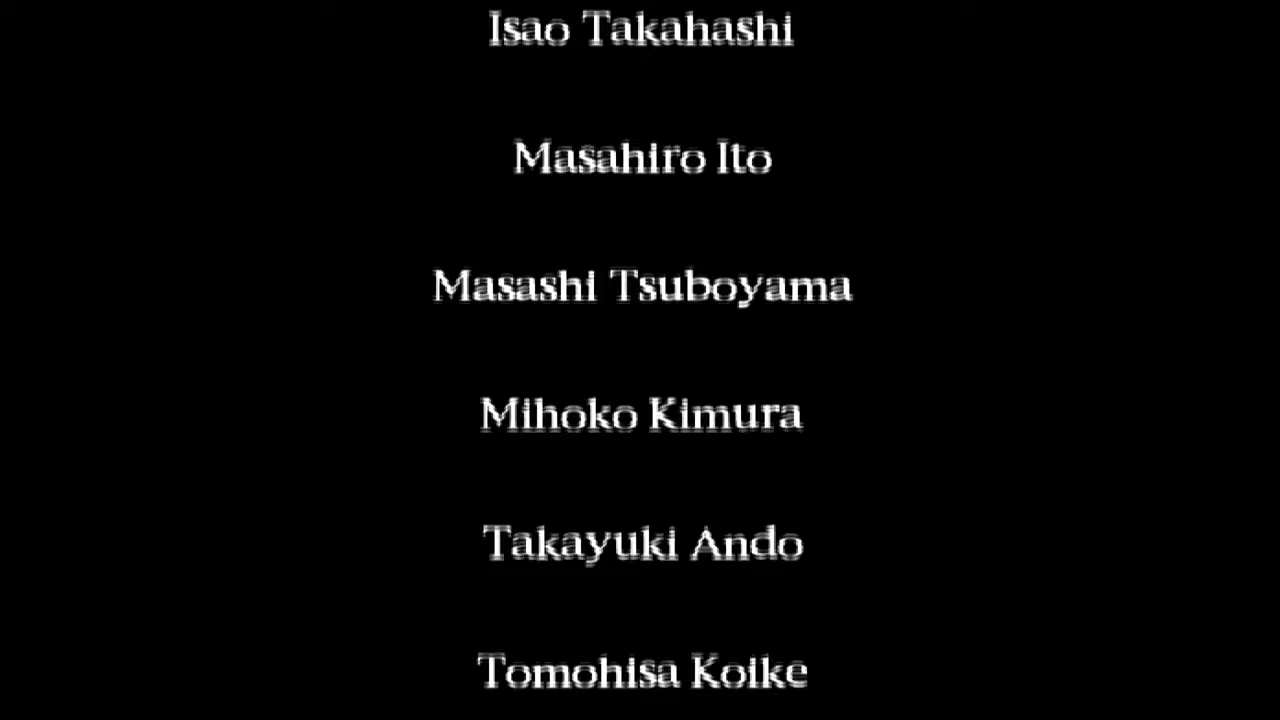 Isao Takahashi
Masahiro Ito
Masashi Tsuboyama
Mihoko Kimura
Takayuki Ando
Tomohisa Koike